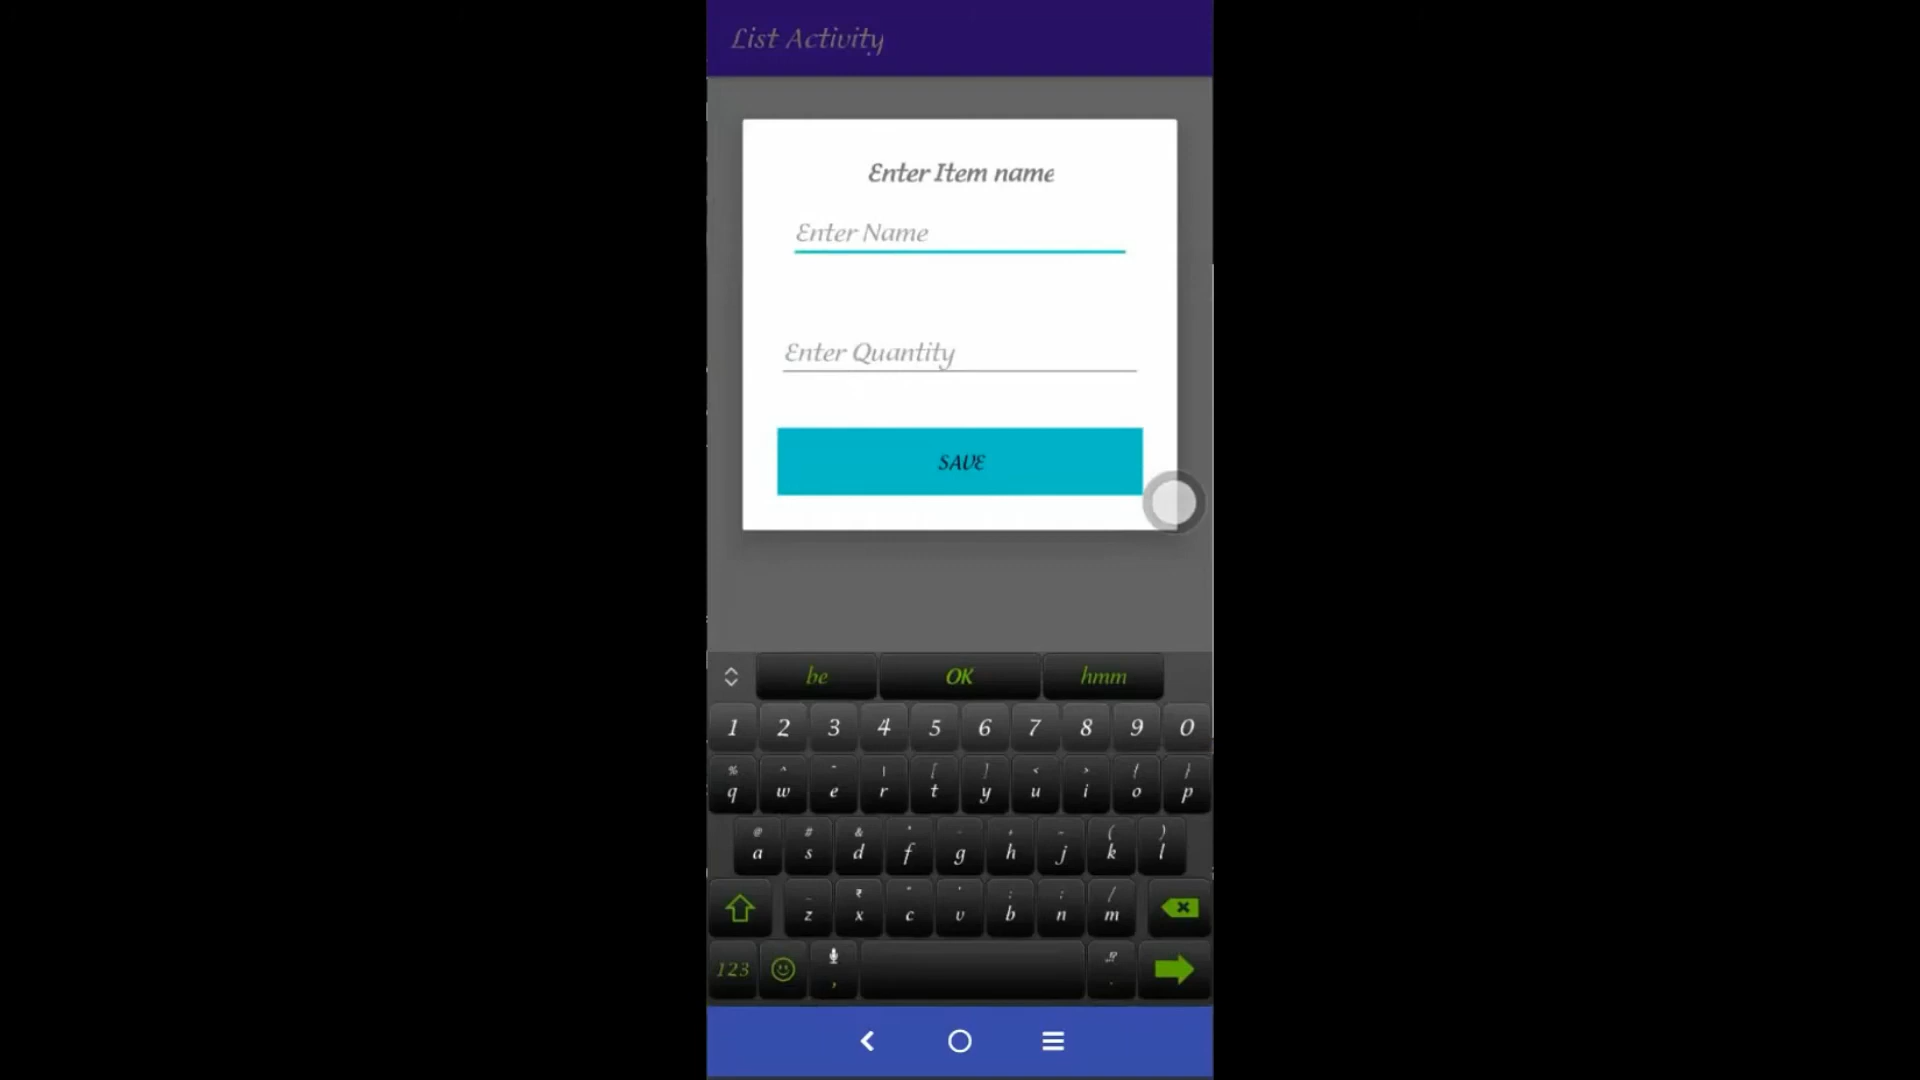 List Activity
Enter Item name
Enter Name
Enter Quantity
SAVE
be OK hmm
1 2 3 4 5 6 7 8 9 0
% ^ ~ | [ ] < > { }
q w e r t y u i o p
@ # & * - + = ( )
a s d f g h j k l
_ ₹ " ' : ; /
z x c v b n m
123 , .